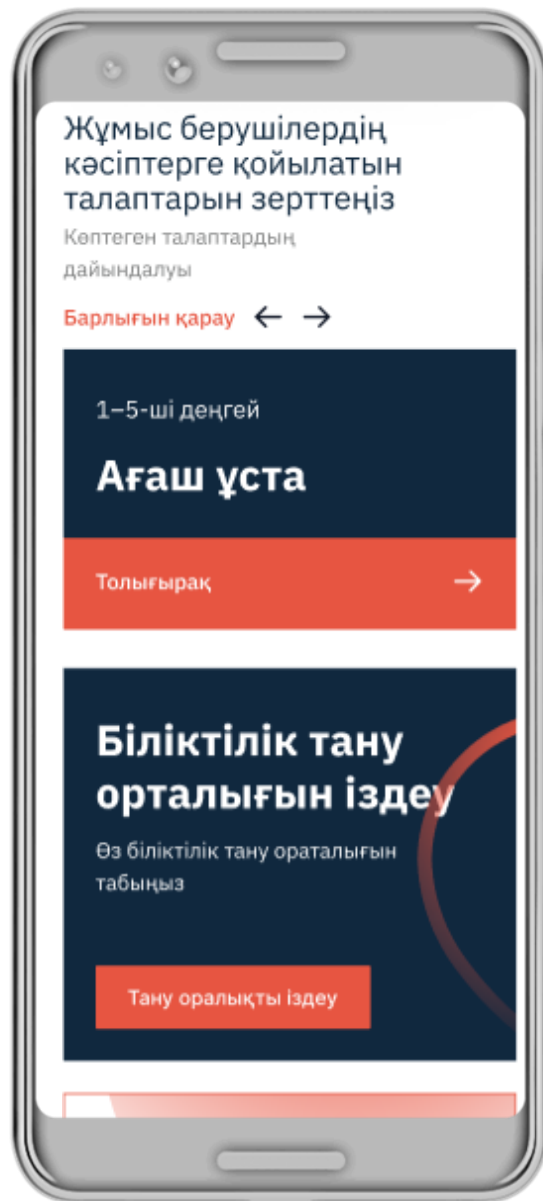 Жұмыс берушілердің
кәсіптерге қойылатын
талаптарын зерттеңіз
Көптеген талаптардың
дайындалуы
Барлығын қарау ← →
1–5-ші деңгей
Ағаш ұста
Толығырақ →
Біліктілік тану
орталығын іздеу
Өз біліктілік тану ораталығын
табыңыз
Тану оралықты іздеу